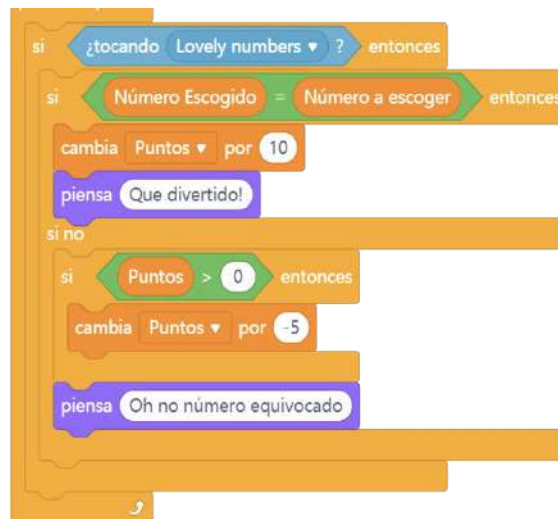 si ¿tocando Lovely numbers ? entonces
si Número Escogido = Número a escoger entonces
cambia Puntos por 10
piensa Que divertido!
si no
si Puntos > 0 entonces
cambia Puntos por -5
piensa Oh no número equivocado